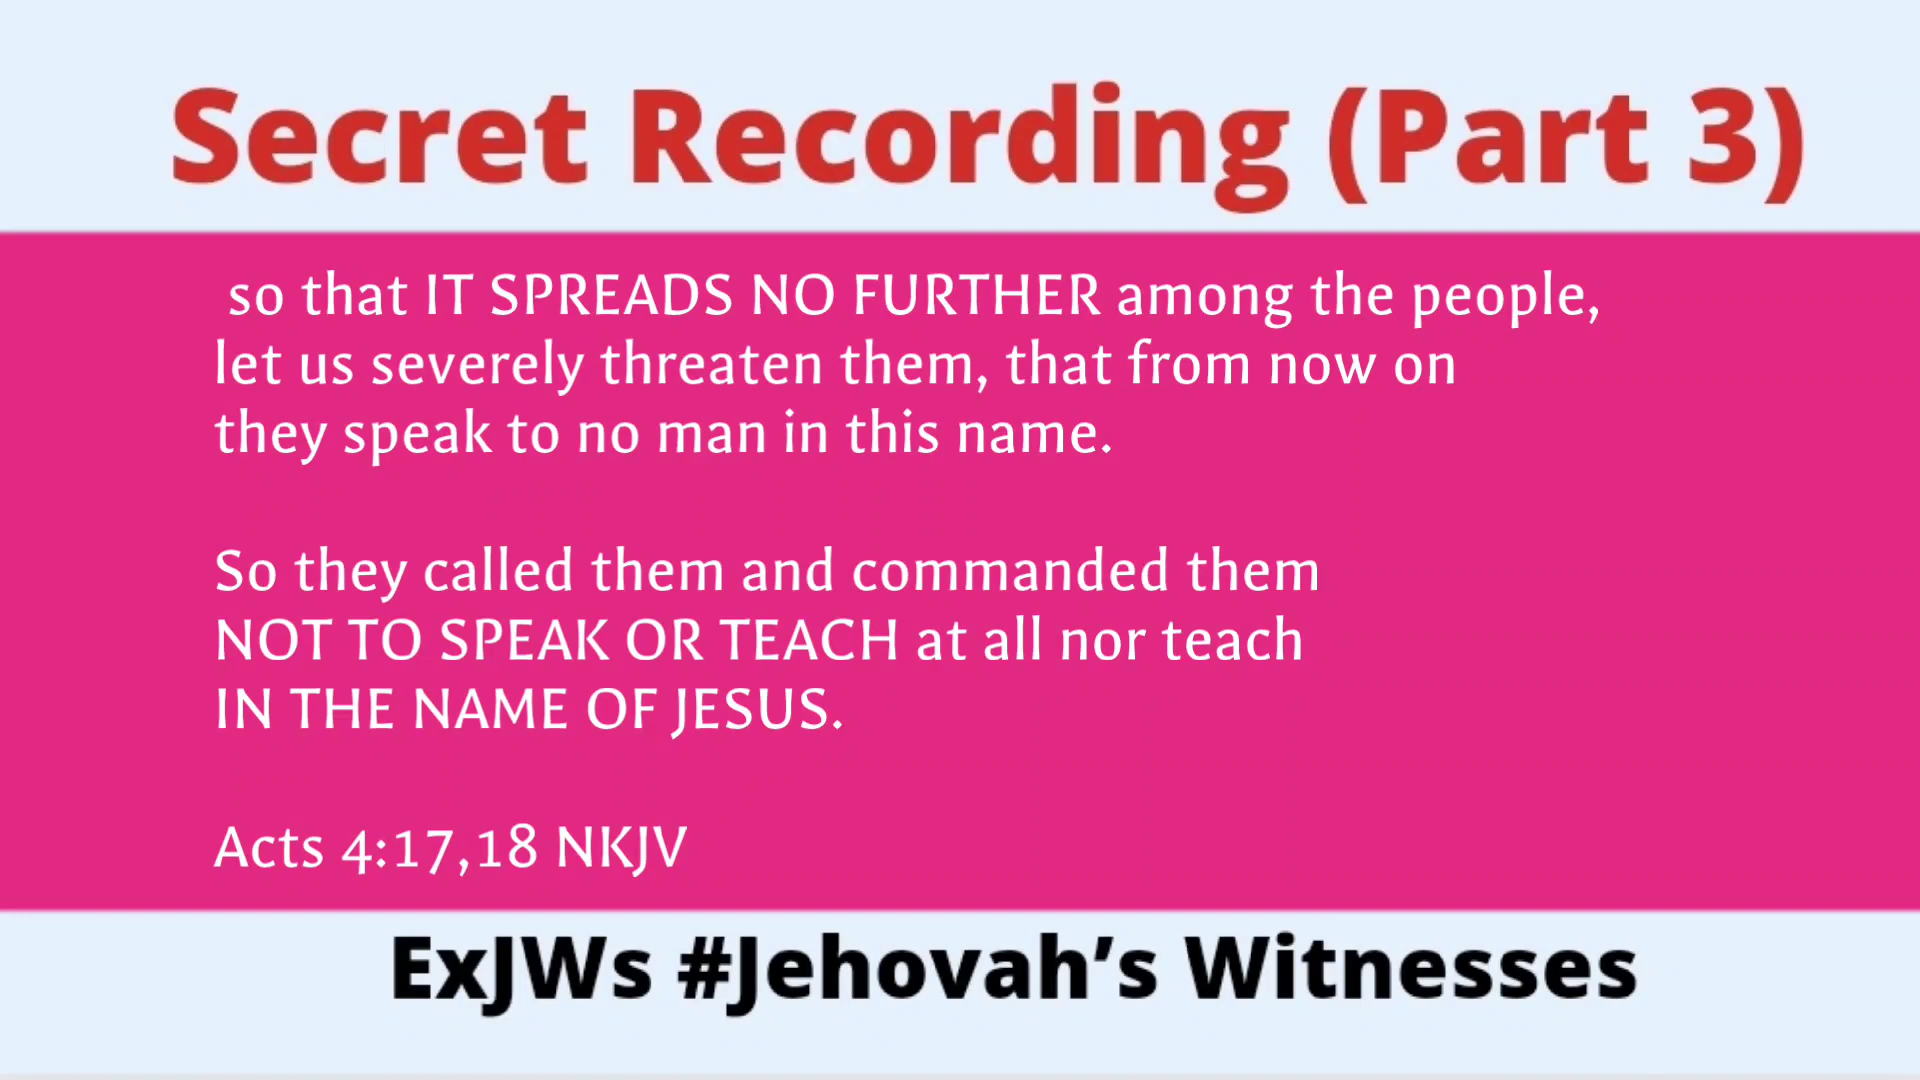 Secret Recording (Part 3)
so that IT SPREADS NO FURTHER among the people,
let us severely threaten them, that from now on
they speak to no man in this name.
So they called them and commanded them
NOT TO SPEAK OR TEACH at all nor teach
IN THE NAME OF JESUS.
Acts 4:17,18 NKJV
ExJWs #Jehovah’s Witnesses